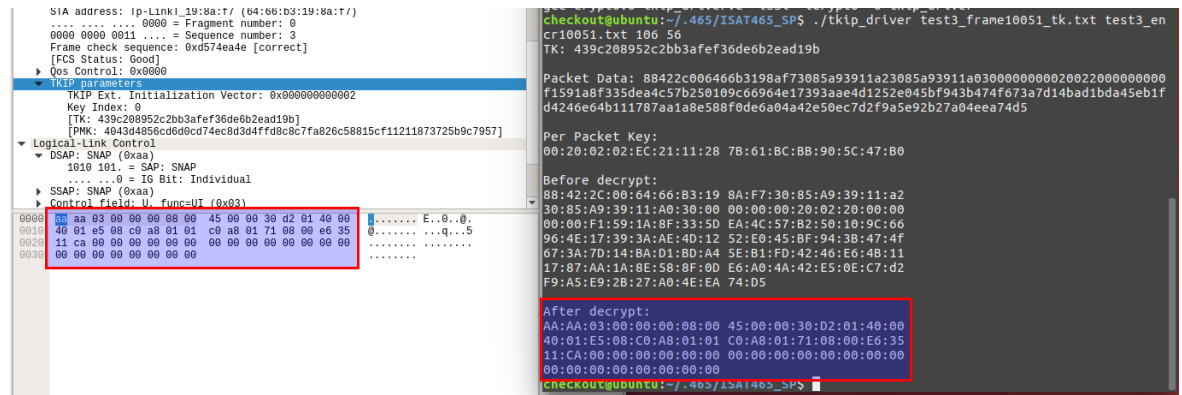 STA address: Tp-LinkT_19:8a:f7 (64:66:b3:19:8a:f7)
.... .... .... 0000 = Fragment number: 0
0000 0000 0011 .... = Sequence number: 3
Frame check sequence: 0xd574ea4e [correct]
[FCS Status: Good]
Qos Control: 0x0000
TKIP parameters
TKIP Ext. Initialization Vector: 0x000000000002
Key Index: 0
[TK: 439c208952c2bb3afef36de6b2ead19b]
[PMK: 4043d4856cd6d0cd74ec8d3d4ffd8c8c7fa826c58815cf11211873725b9c7957]
Logical-Link Control
DSAP: SNAP (0xaa)
1010 101. = SAP: SNAP
.... ...0 = IG Bit: Individual
SSAP: SNAP (0xaa)
Control field: U, func=UI (0x03)
0000 aa aa 03 00 00 00 08 00 45 00 00 30 d2 01 40 00 ........ E..0..@.
0010 40 01 e5 08 c0 a8 01 01 c0 a8 01 71 08 00 e6 35 @....... ...q...5
0020 11 ca 00 00 00 00 00 00 00 00 00 00 00 00 00 00 ........ ........
0030 00 00 00 00 00 00 00 00 ........
checkout@ubuntu:~/.465/ISAT465_SP$ ./tkip_driver test3_frame10051_tk.txt test3_en
cr10051.txt 106 56
TK: 439c208952c2bb3afef36de6b2ead19b
Packet Data: 88422c006466b3198af73085a93911a23085a93911a0300000000020022000000000
f1591a8f335dea4c57b250109c66964e17393aae4d1252e045bf943b474f673a7d14bad1bda45eb1f
d4246e64b111787aa1a8e588f0de6a04a42e50ec7d2f9a5e92b27a04eea74d5
Per Packet Key:
00:20:02:02:EC:21:11:28 7B:61:BC:BB:90:5C:47:B0
Before decrypt:
88:42:2C:00:64:66:B3:19 8A:F7:30:85:A9:39:11:a2
30:85:A9:39:11:A0:30:00 00:00:00:20:02:20:00:00
00:00:F1:59:1A:8F:33:5D EA:4C:57:B2:50:10:9C:66
96:4E:17:39:3A:AE:4D:12 52:E0:45:BF:94:3B:47:4f
67:3A:7D:14:BA:D1:BD:A4 5E:B1:FD:42:46:E6:4B:11
17:87:AA:1A:8E:58:8F:0D E6:A0:4A:42:E5:0E:C7:d2
F9:A5:E9:2B:27:A0:4E:EA 74:D5
After decrypt:
AA:AA:03:00:00:00:08:00 45:00:00:30:D2:01:40:00
40:01:E5:08:C0:A8:01:01 C0:A8:01:71:08:00:E6:35
11:CA:00:00:00:00:00:00 00:00:00:00:00:00:00:00
00:00:00:00:00:00:00:00
checkout@ubuntu:~/.465/ISAT465_SP$